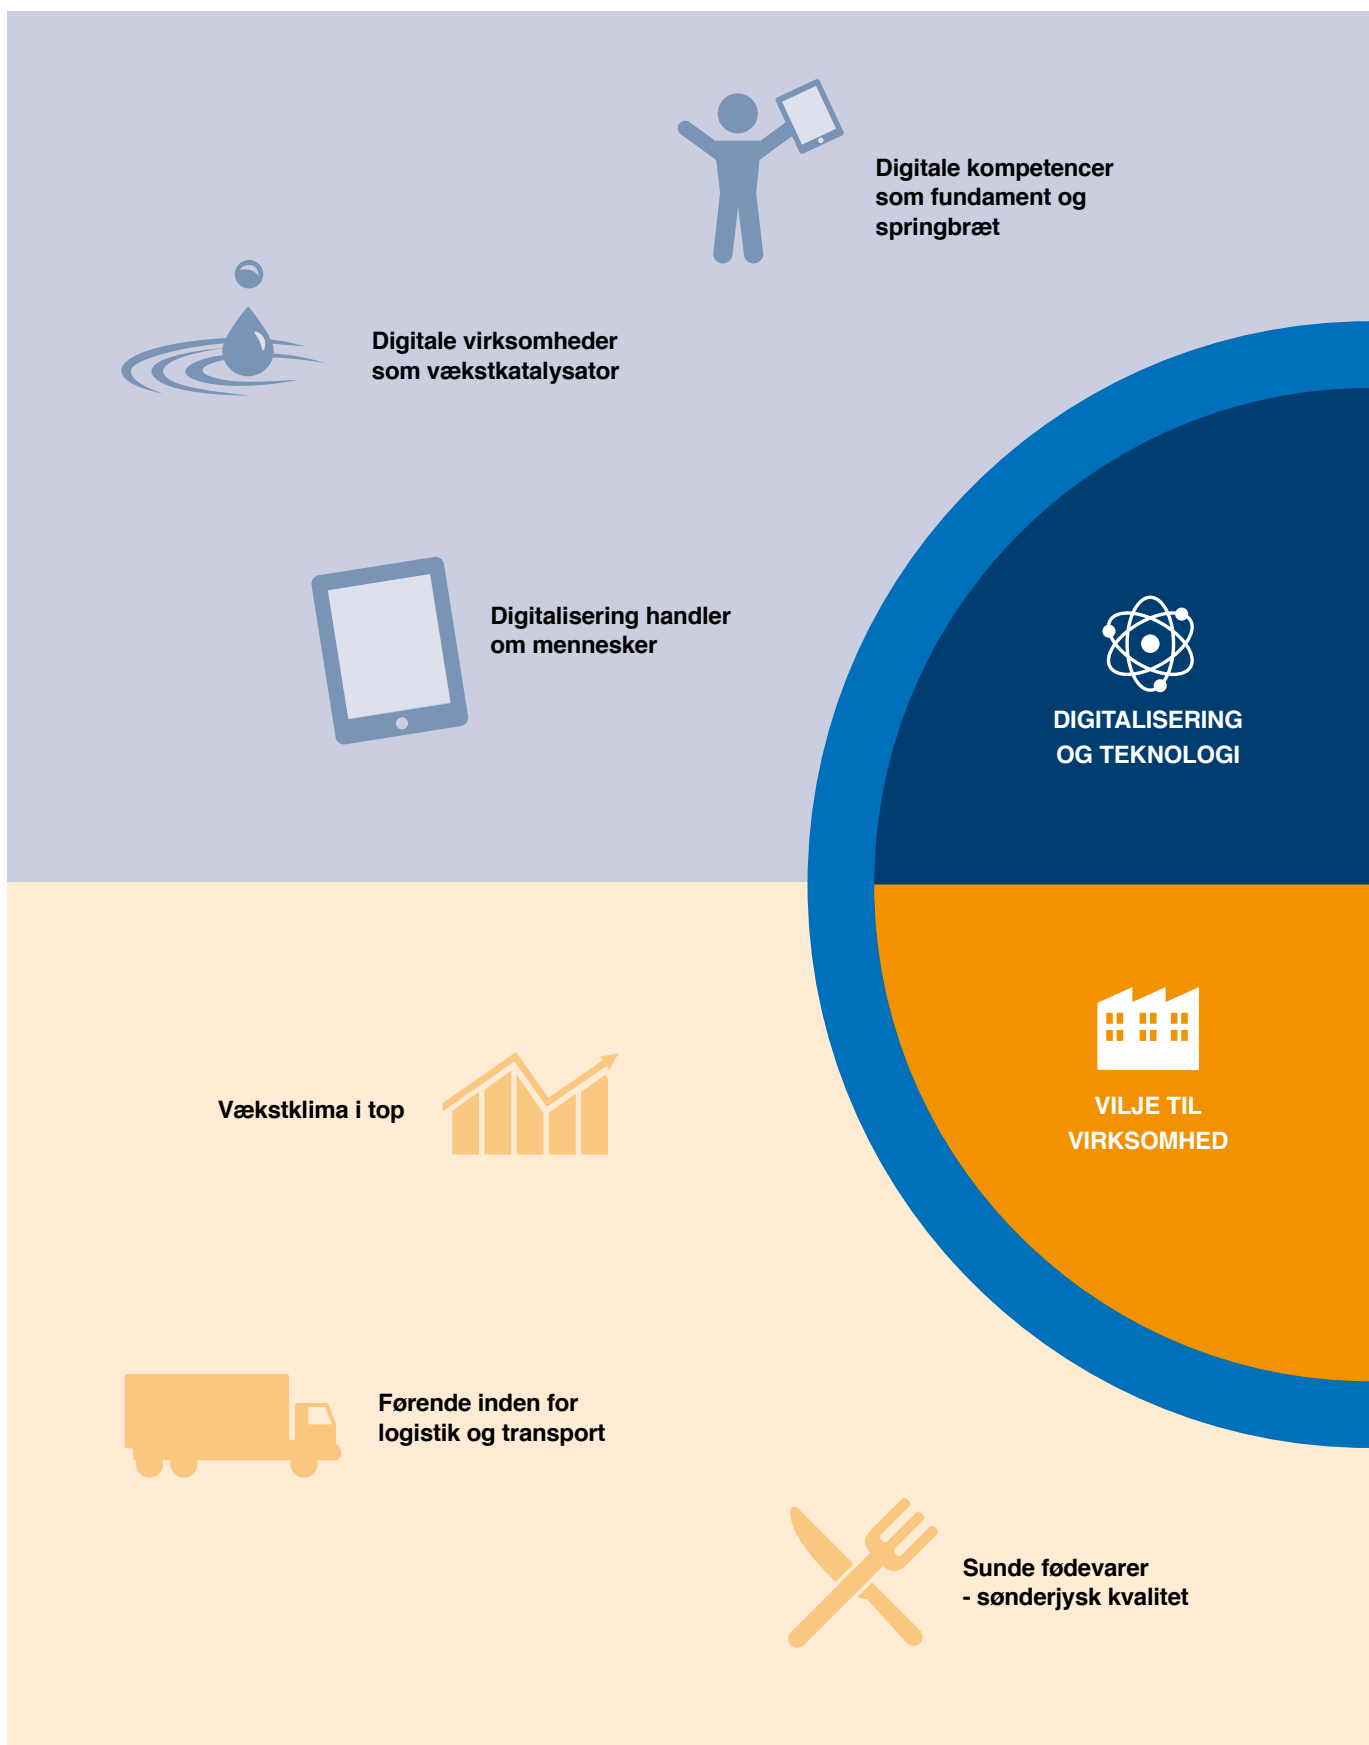 Digitale kompetencer
som fundament og
springbræt
Digitale virksomheder
som vækstkatalysator
Digitalisering handler
om mennesker
DIGITALISERING
OG TEKNOLOGI
VILJE TIL
VIRKSOMHED
Vækstklima i top
Førende inden for
logistik og transport
Sunde fødevarer
- sønderjysk kvalitet